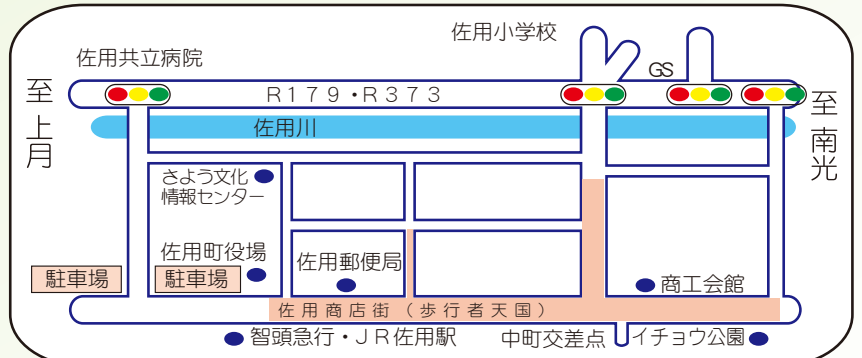 佐用小学校
佐用共立病院
GS
至上月
R179・R373
至南光
佐用川
さよう文化
情報センター
佐用町役場
佐用郵便局
駐車場
駐車場
商工会館
佐用商店街(歩行者天国)
智頭急行・JR佐用駅
中町交差点
イチョウ公園